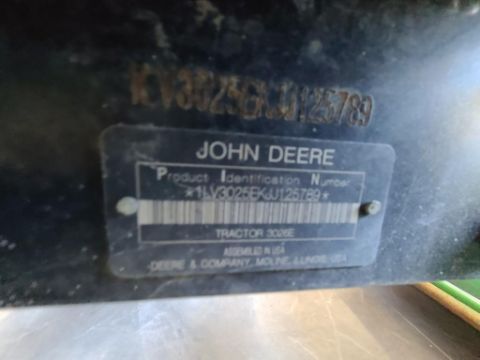 1LV3025EKJJ125789
JOHN DEERE
Product Identification Number
*1LV3025EKJJ125789*
TRACTOR 3025E
ASSEMBLED IN USA
DEERE & COMPANY, MOLINE, ILLINOIS, USA